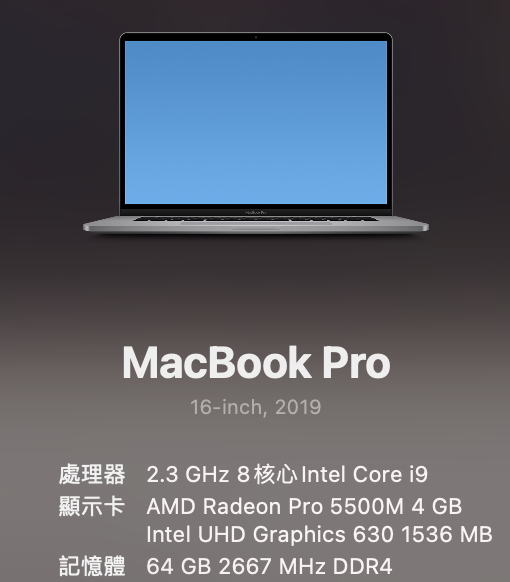 MacBook Pro
16-inch, 2019
處理器 2.3 GHz 8核心Intel Core i9
顯示卡 AMD Radeon Pro 5500M 4 GB
Intel UHD Graphics 630 1536 MB
記憶體 64 GB 2667 MHz DDR4